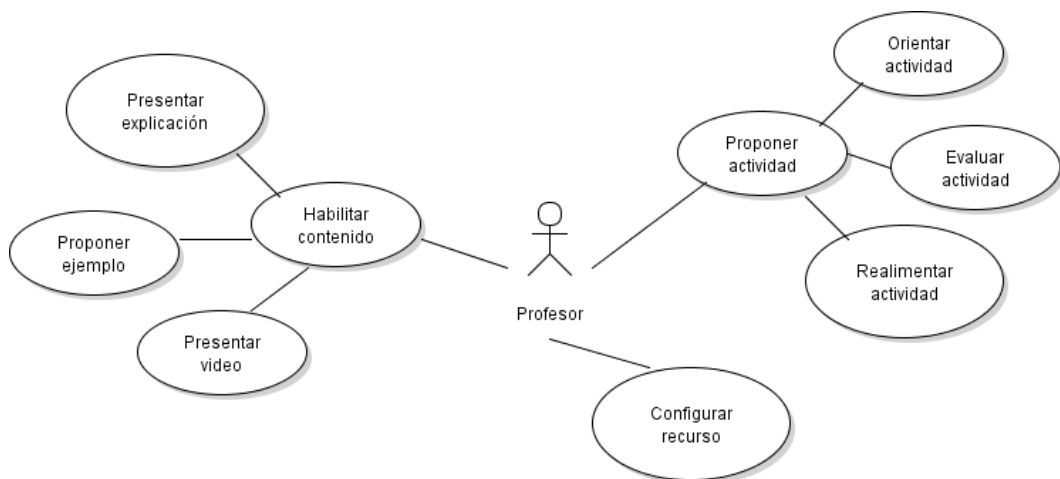 Orientar
actividad
Presentar
explicación
Proponer
actividad
Evaluar
actividad
Habilitar
contenido
Proponer
ejemplo
Realimentar
actividad
Profesor
Presentar
video
Configurar
recurso